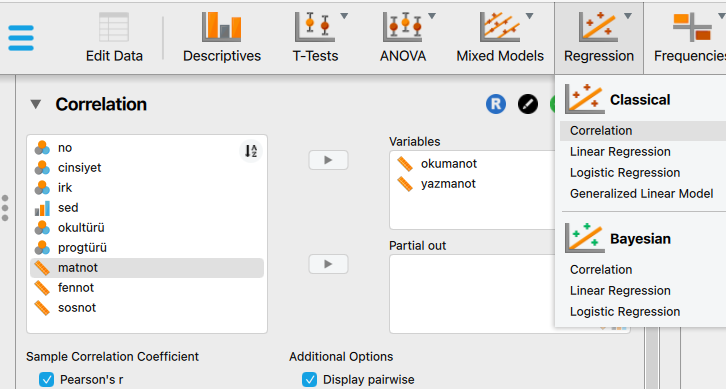 Edit Data
Descriptives
T-Tests
ANOVA
Mixed Models
Regression
Frequencies
Correlation
R
Classical
Correlation
Linear Regression
Logistic Regression
Generalized Linear Model
Bayesian
Correlation
Linear Regression
Logistic Regression
no
cinsiyet
irk
sed
okultürü
progtürü
matnot
fennot
sosnot
A
Z
Variables
okumanot
yazmanot
Partial out
Sample Correlation Coefficient
Pearson's r
Additional Options
Display pairwise